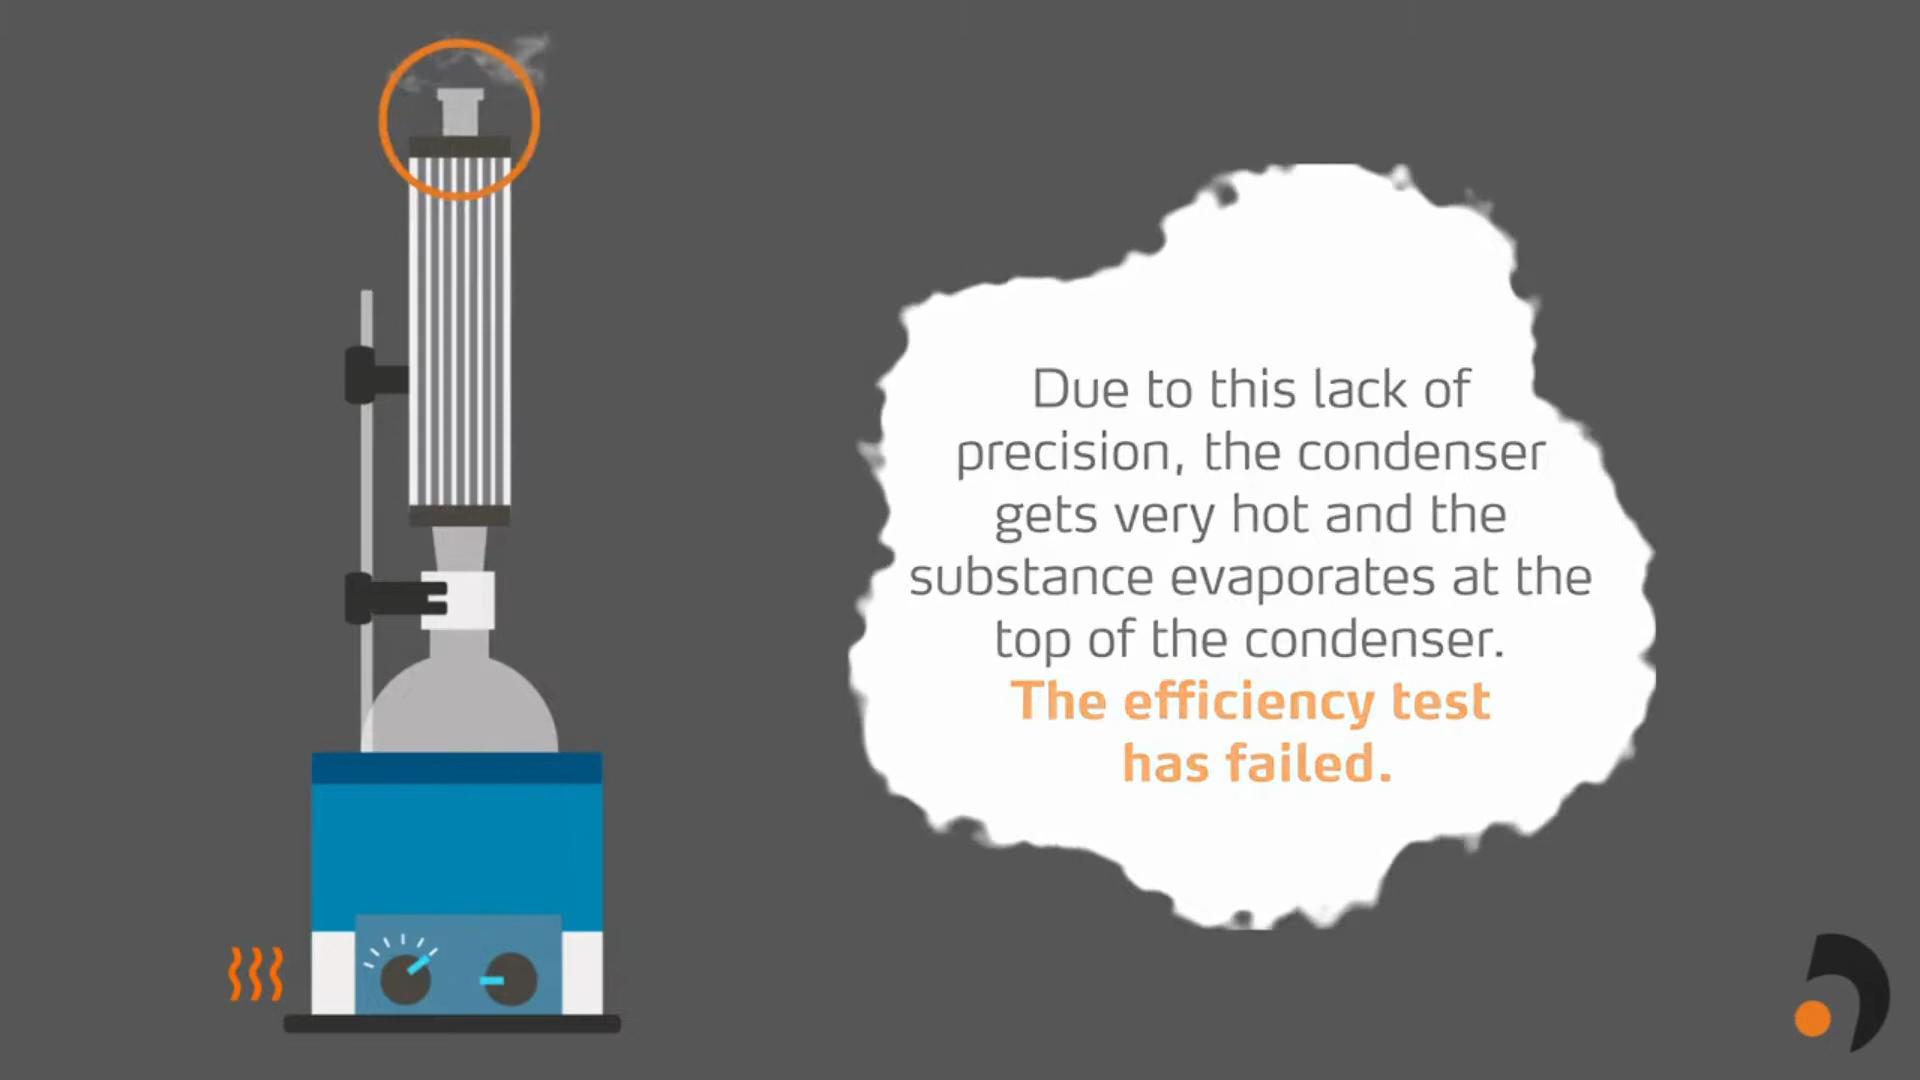 Due to this lack of
precision, the condenser
gets very hot and the
substance evaporates at the
top of the condenser.
The efficiency test
has failed.